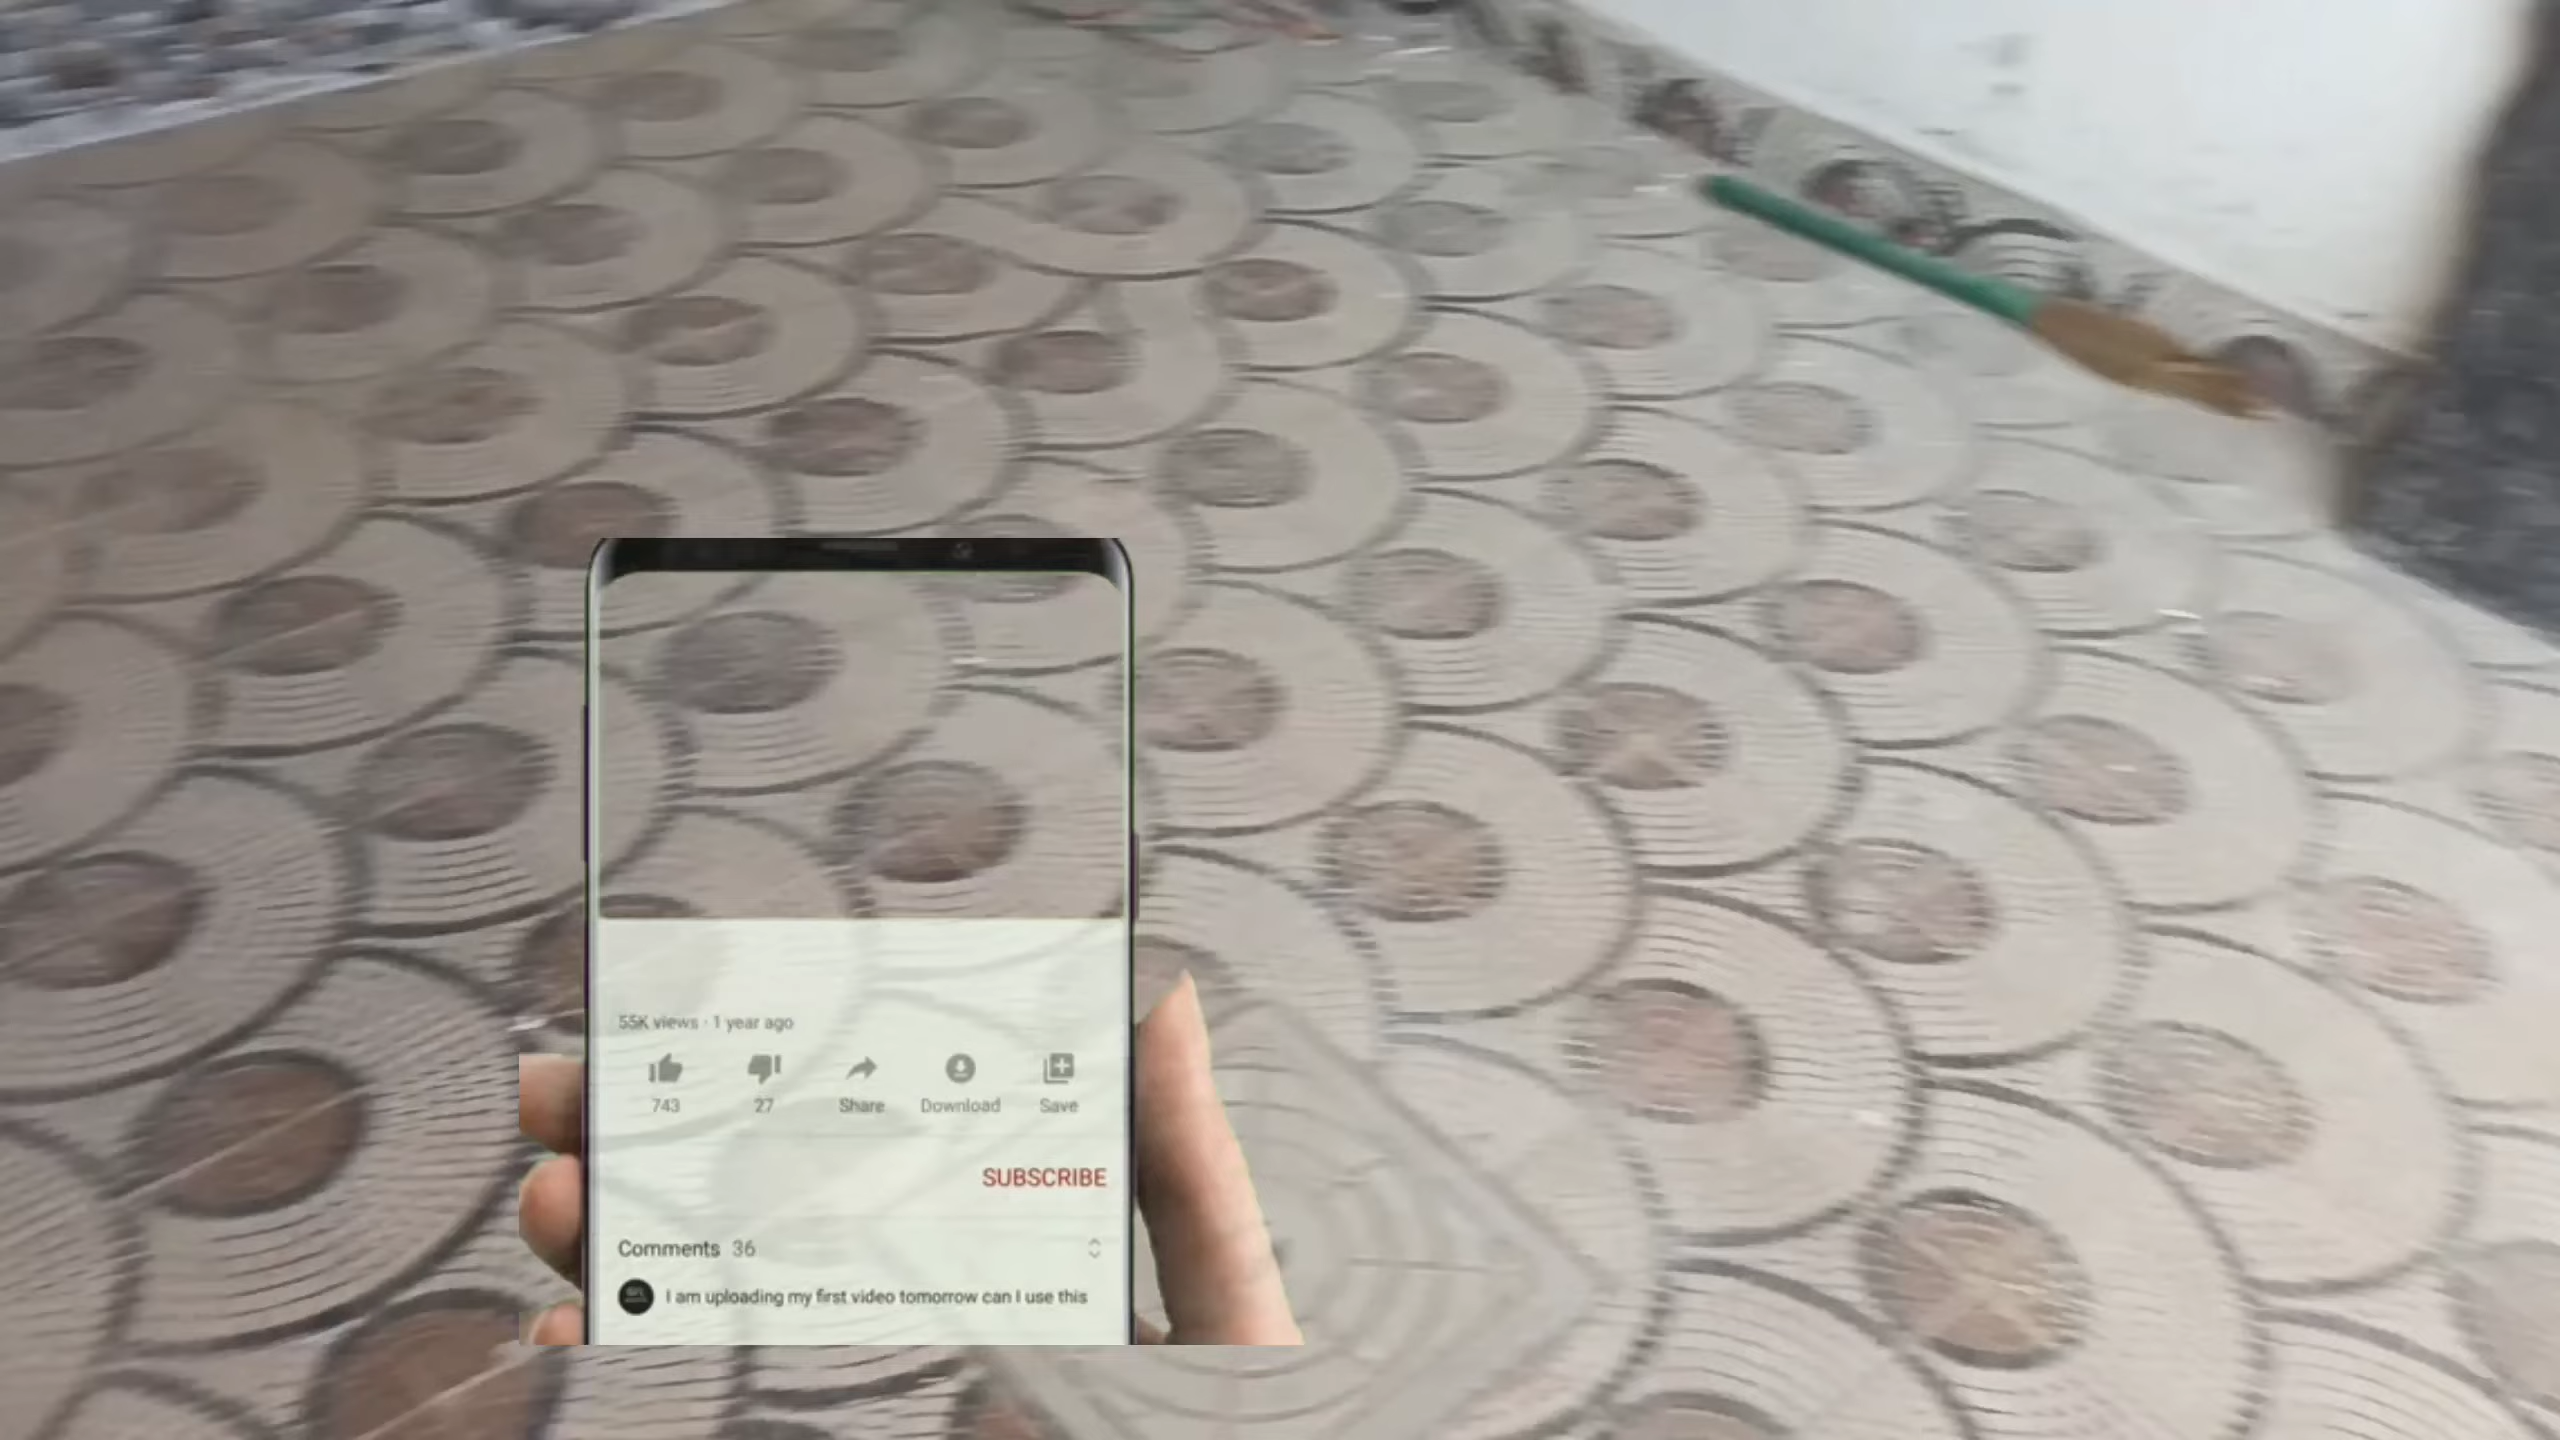 55K views · 1 year ago
743 27 Share Download Save
SUBSCRIBE
Comments 36
I am uploading my first video tomorrow can I use this